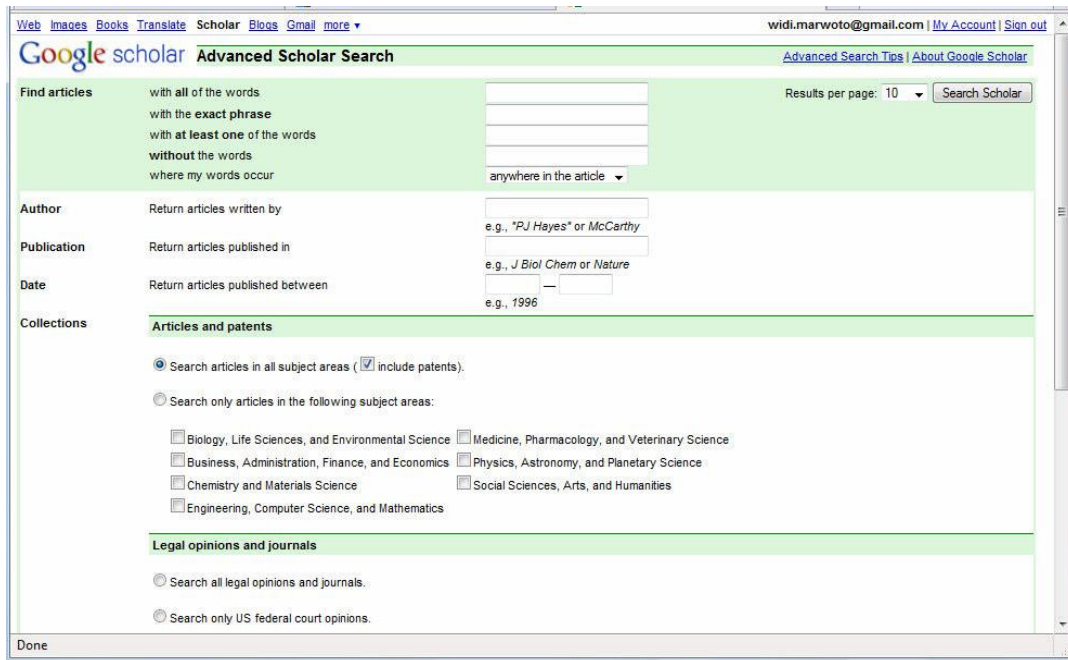 Web Images Books Translate Scholar Blogs Gmail more ▾ widi.marwoto@gmail.com | My Account | Sign out
Google scholar Advanced Scholar Search Advanced Search Tips | About Google Scholar
Find articles with all of the words Results per page: 10 Search Scholar
with the exact phrase
with at least one of the words
without the words
where my words occur anywhere in the article
Author Return articles written by
e.g., "PJ Hayes" or McCarthy
Publication Return articles published in
e.g., J Biol Chem or Nature
Date Return articles published between —
e.g., 1996
Collections Articles and patents
Search articles in all subject areas ( include patents).
Search only articles in the following subject areas:
Biology, Life Sciences, and Environmental Science Medicine, Pharmacology, and Veterinary Science
Business, Administration, Finance, and Economics Physics, Astronomy, and Planetary Science
Chemistry and Materials Science Social Sciences, Arts, and Humanities
Engineering, Computer Science, and Mathematics
Legal opinions and journals
Search all legal opinions and journals.
Search only US federal court opinions.
Done